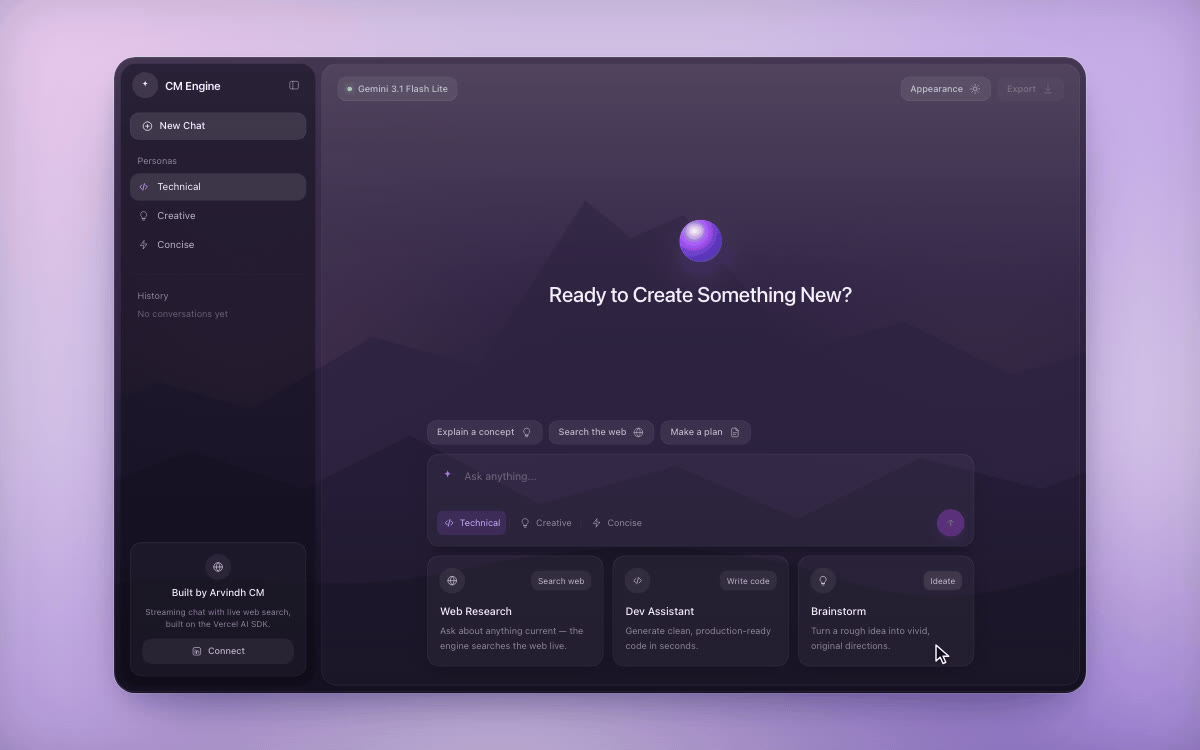 CM Engine
New Chat
Personas
Technical
Creative
Concise
History
No conversations yet
Built by Arvindh CM
Streaming chat with live web search,
built on the Vercel AI SDK.
Connect
Gemini 3.1 Flash Lite
Appearance
Export
Ready to Create Something New?
Explain a concept
Search the web
Make a plan
Ask anything...
Technical
Creative
Concise
Search web
Web Research
Ask about anything current — the
engine searches the web live.
Write code
Dev Assistant
Generate clean, production-ready
code in seconds.
Ideate
Brainstorm
Turn a rough idea into vivid,
original directions.